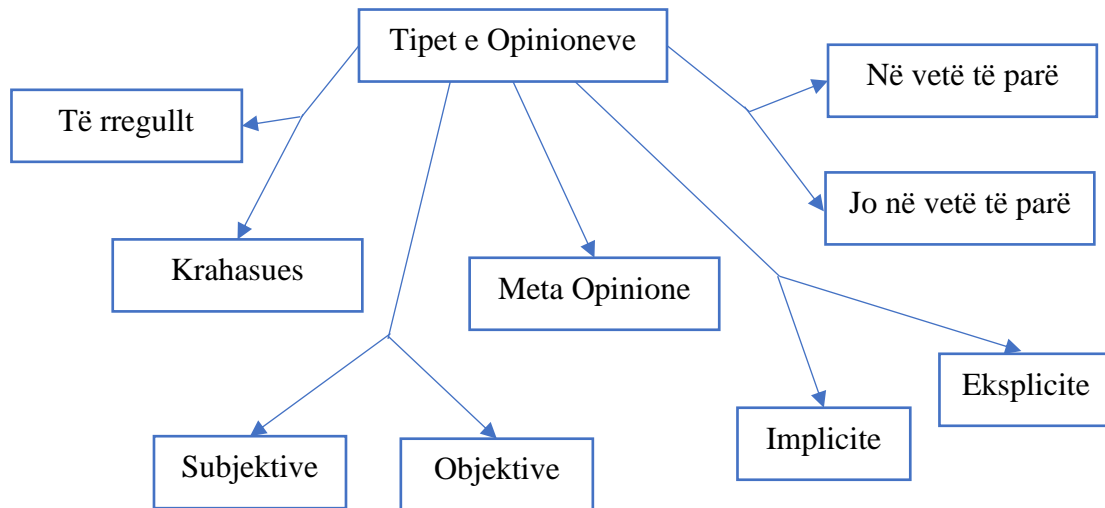 Tipet e Opinioneve
Në vetë të parë
Të rregullt
Jo në vetë të parë
Krahasues
Meta Opinione
Eksplicite
Implicite
Subjektive
Objektive